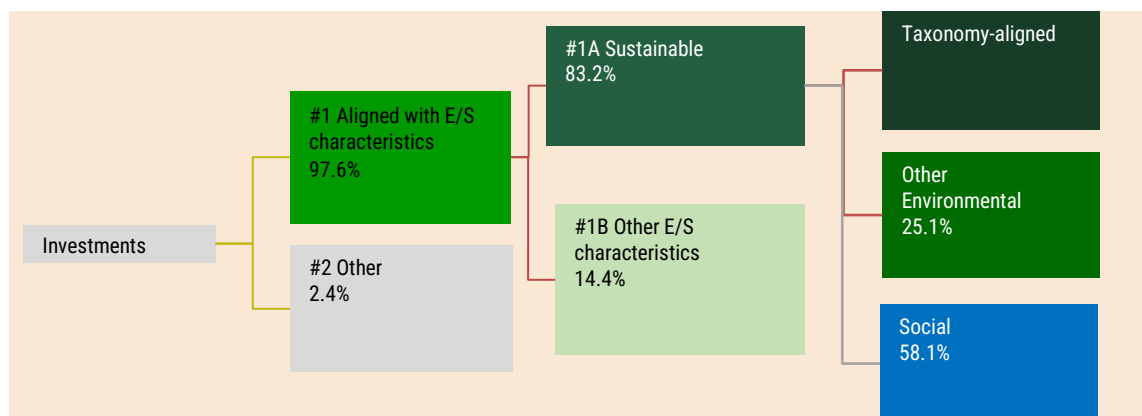 Investments
#1 Aligned with E/S
characteristics
97.6%
#2 Other
2.4%
#1A Sustainable
83.2%
#1B Other E/S
characteristics
14.4%
Taxonomy-aligned
Other
Environmental
25.1%
Social
58.1%